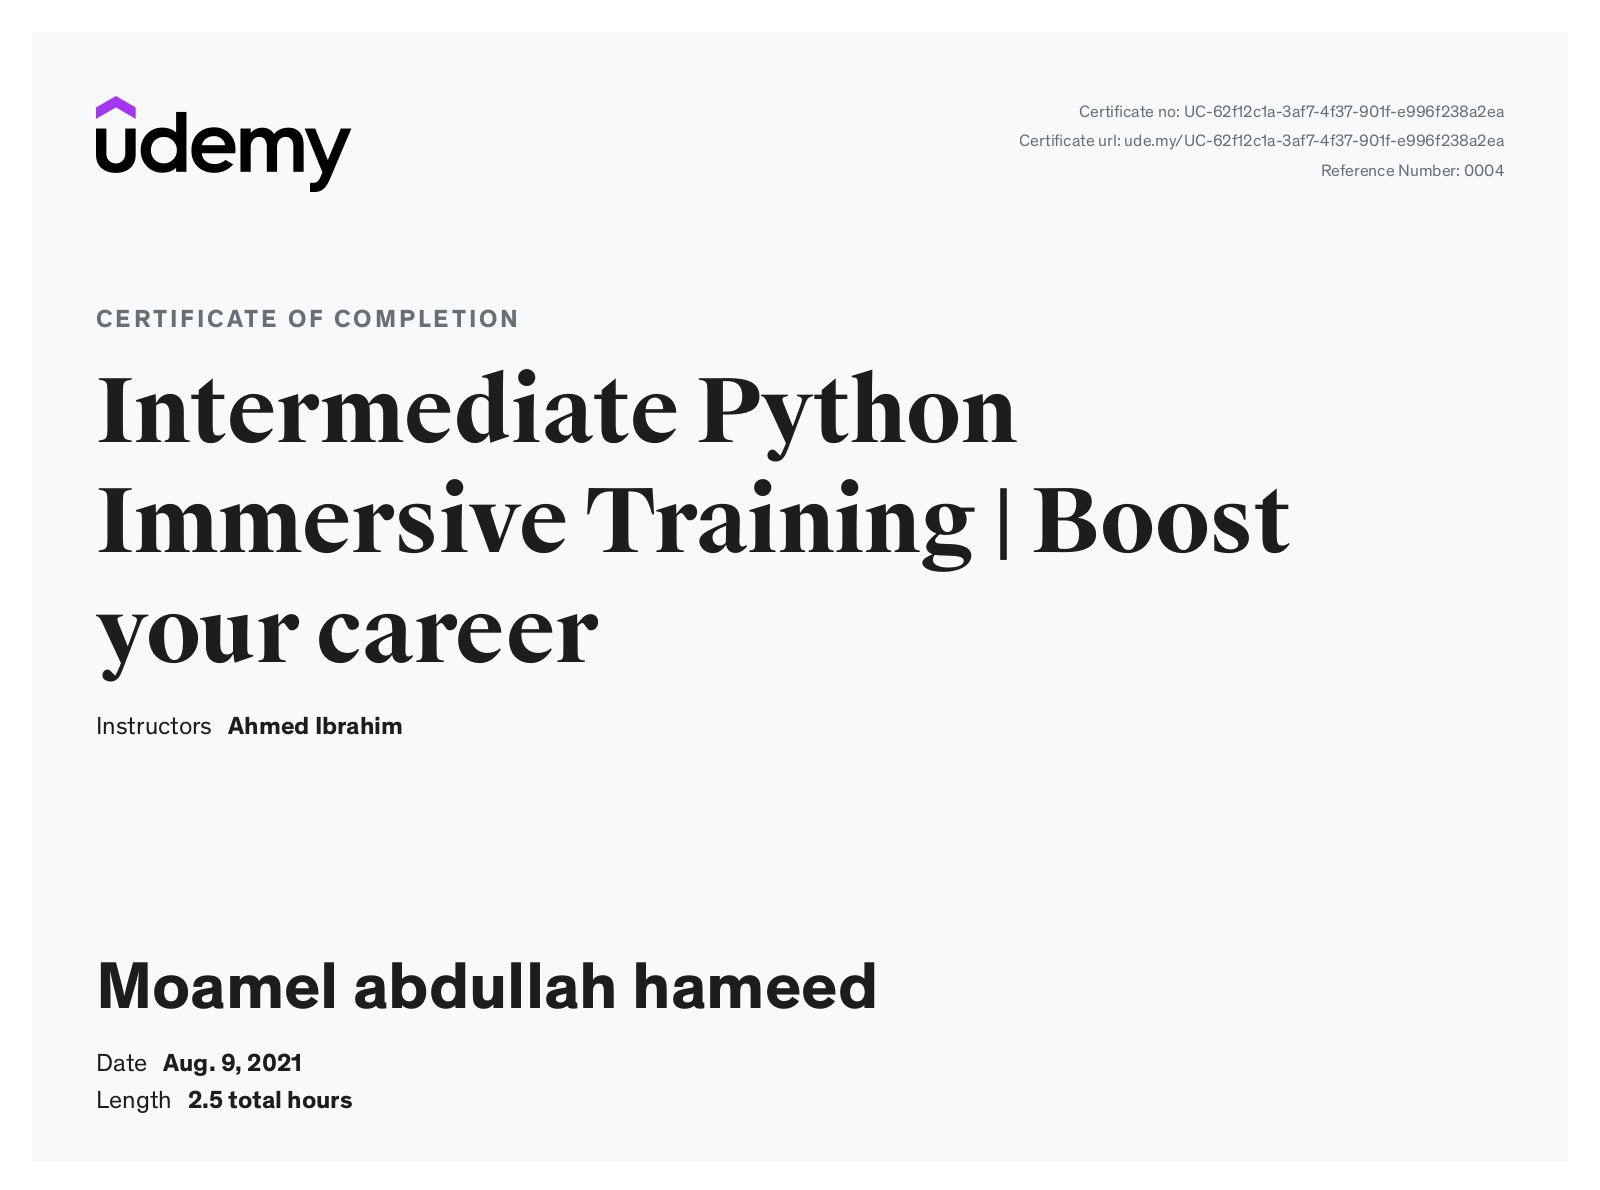 udemy
Certificate no: UC-62f12c1a-3af7-4f37-901f-e996f238a2ea
Certificate url: ude.my/UC-62f12c1a-3af7-4f37-901f-e996f238a2ea
Reference Number: 0004
CERTIFICATE OF COMPLETION
Intermediate Python
Immersive Training | Boost
your career
Instructors Ahmed Ibrahim
Moamel abdullah hameed
Date Aug. 9, 2021
Length 2.5 total hours